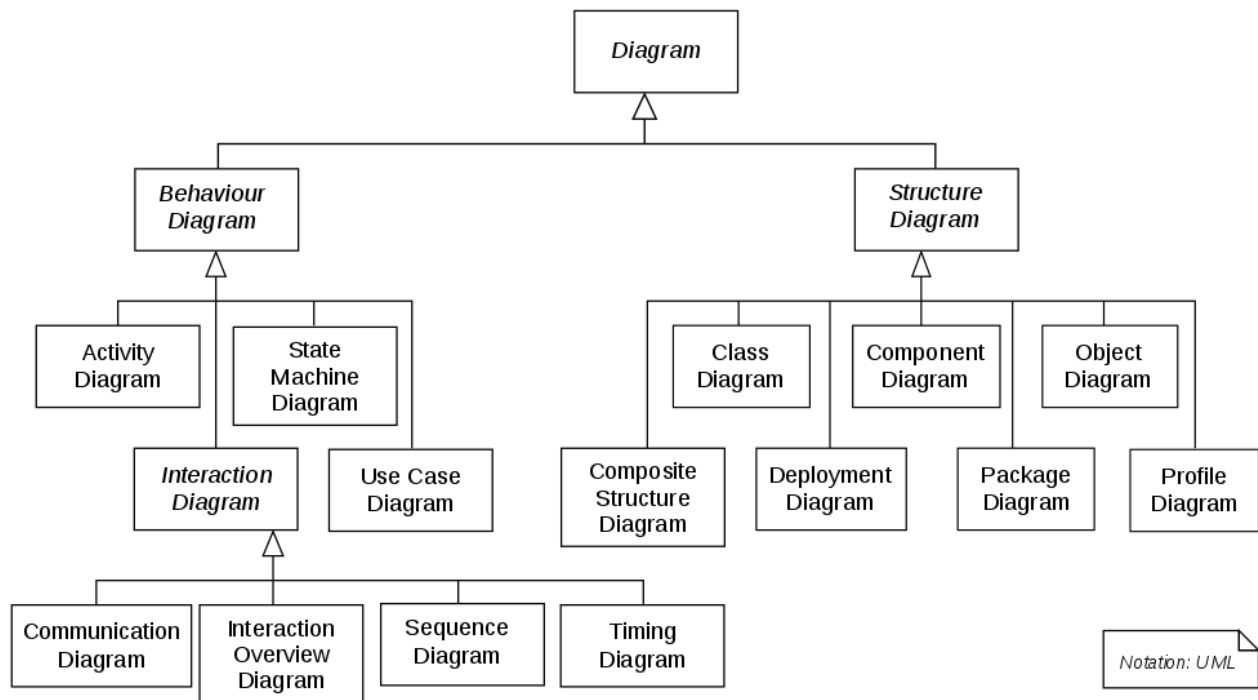 Diagram
Behaviour
Diagram
Structure
Diagram
Activity
Diagram
State
Machine
Diagram
Class
Diagram
Component
Diagram
Object
Diagram
Interaction
Diagram
Use Case
Diagram
Composite
Structure
Diagram
Deployment
Diagram
Package
Diagram
Profile
Diagram
Communication
Diagram
Interaction
Overview
Diagram
Sequence
Diagram
Timing
Diagram
Notation: UML